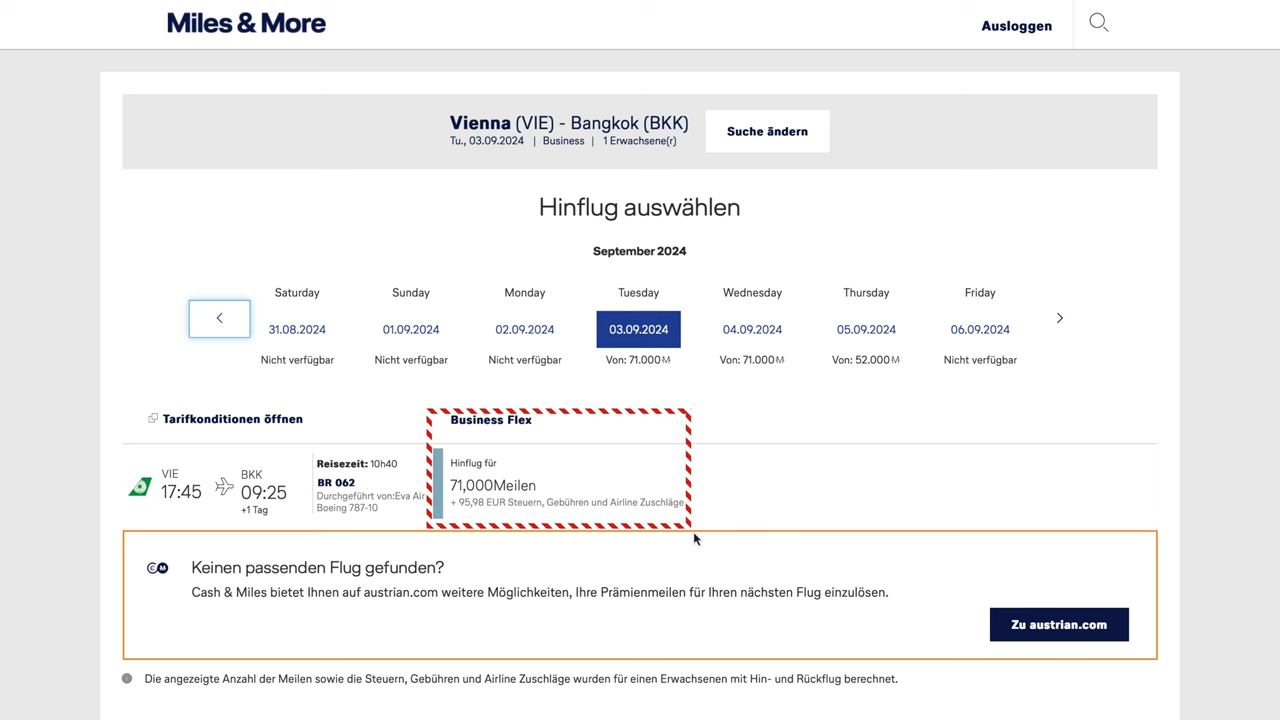 Miles & More
Ausloggen
Vienna (VIE) - Bangkok (BKK)
Tu., 03.09.2024 | Business | 1 Erwachsene(r)
Suche ändern
Hinflug auswählen
September 2024
Saturday Sunday Monday Tuesday Wednesday Thursday Friday
31.08.2024 01.09.2024 02.09.2024 03.09.2024 04.09.2024 05.09.2024 06.09.2024
Nicht verfügbar Nicht verfügbar Nicht verfügbar Von: 71.000 M Von: 71.000 M Von: 52.000 M Nicht verfügbar
Tarifkonditionen öffnen
Business Flex
VIE
17:45
BKK
09:25
+1 Tag
Reisezeit: 10h40
BR 062
Durchgeführt von:Eva Air
Boeing 787-10
Hinflug für
71,000Meilen
+ 95,98 EUR Steuern, Gebühren und Airline Zuschläge
Keinen passenden Flug gefunden?
Cash & Miles bietet Ihnen auf austrian.com weitere Möglichkeiten, Ihre Prämienmeilen für Ihren nächsten Flug einzulösen.
Zu austrian.com
Die angezeigte Anzahl der Meilen sowie die Steuern, Gebühren und Airline Zuschläge wurden für einen Erwachsenen mit Hin- und Rückflug berechnet.